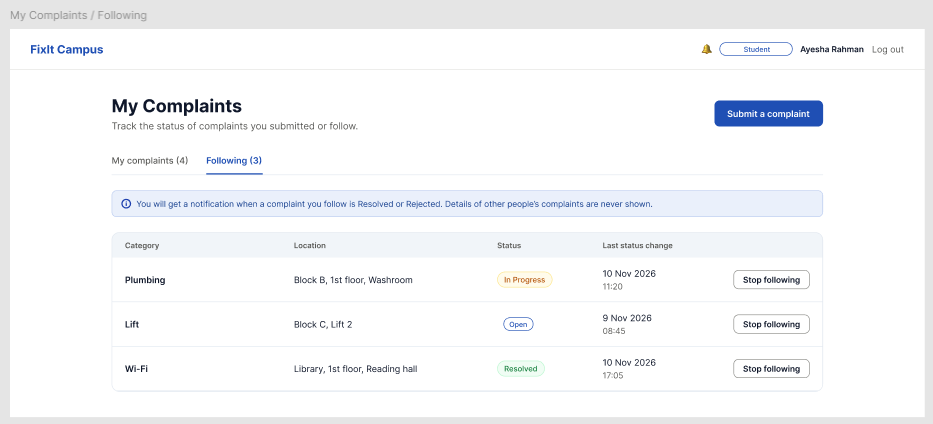 My Complaints / Following
FixIt Campus
Student
Ayesha Rahman
Log out
My Complaints
Track the status of complaints you submitted or follow.
Submit a complaint
My complaints (4)
Following (3)
You will get a notification when a complaint you follow is Resolved or Rejected. Details of other people's complaints are never shown.
Category Location Status Last status change
Plumbing Block B, 1st floor, Washroom In Progress 10 Nov 2026 Stop following
11:20
Lift Block C, Lift 2 Open 9 Nov 2026 Stop following
08:45
Wi-Fi Library, 1st floor, Reading hall Resolved 10 Nov 2026 Stop following
17:05